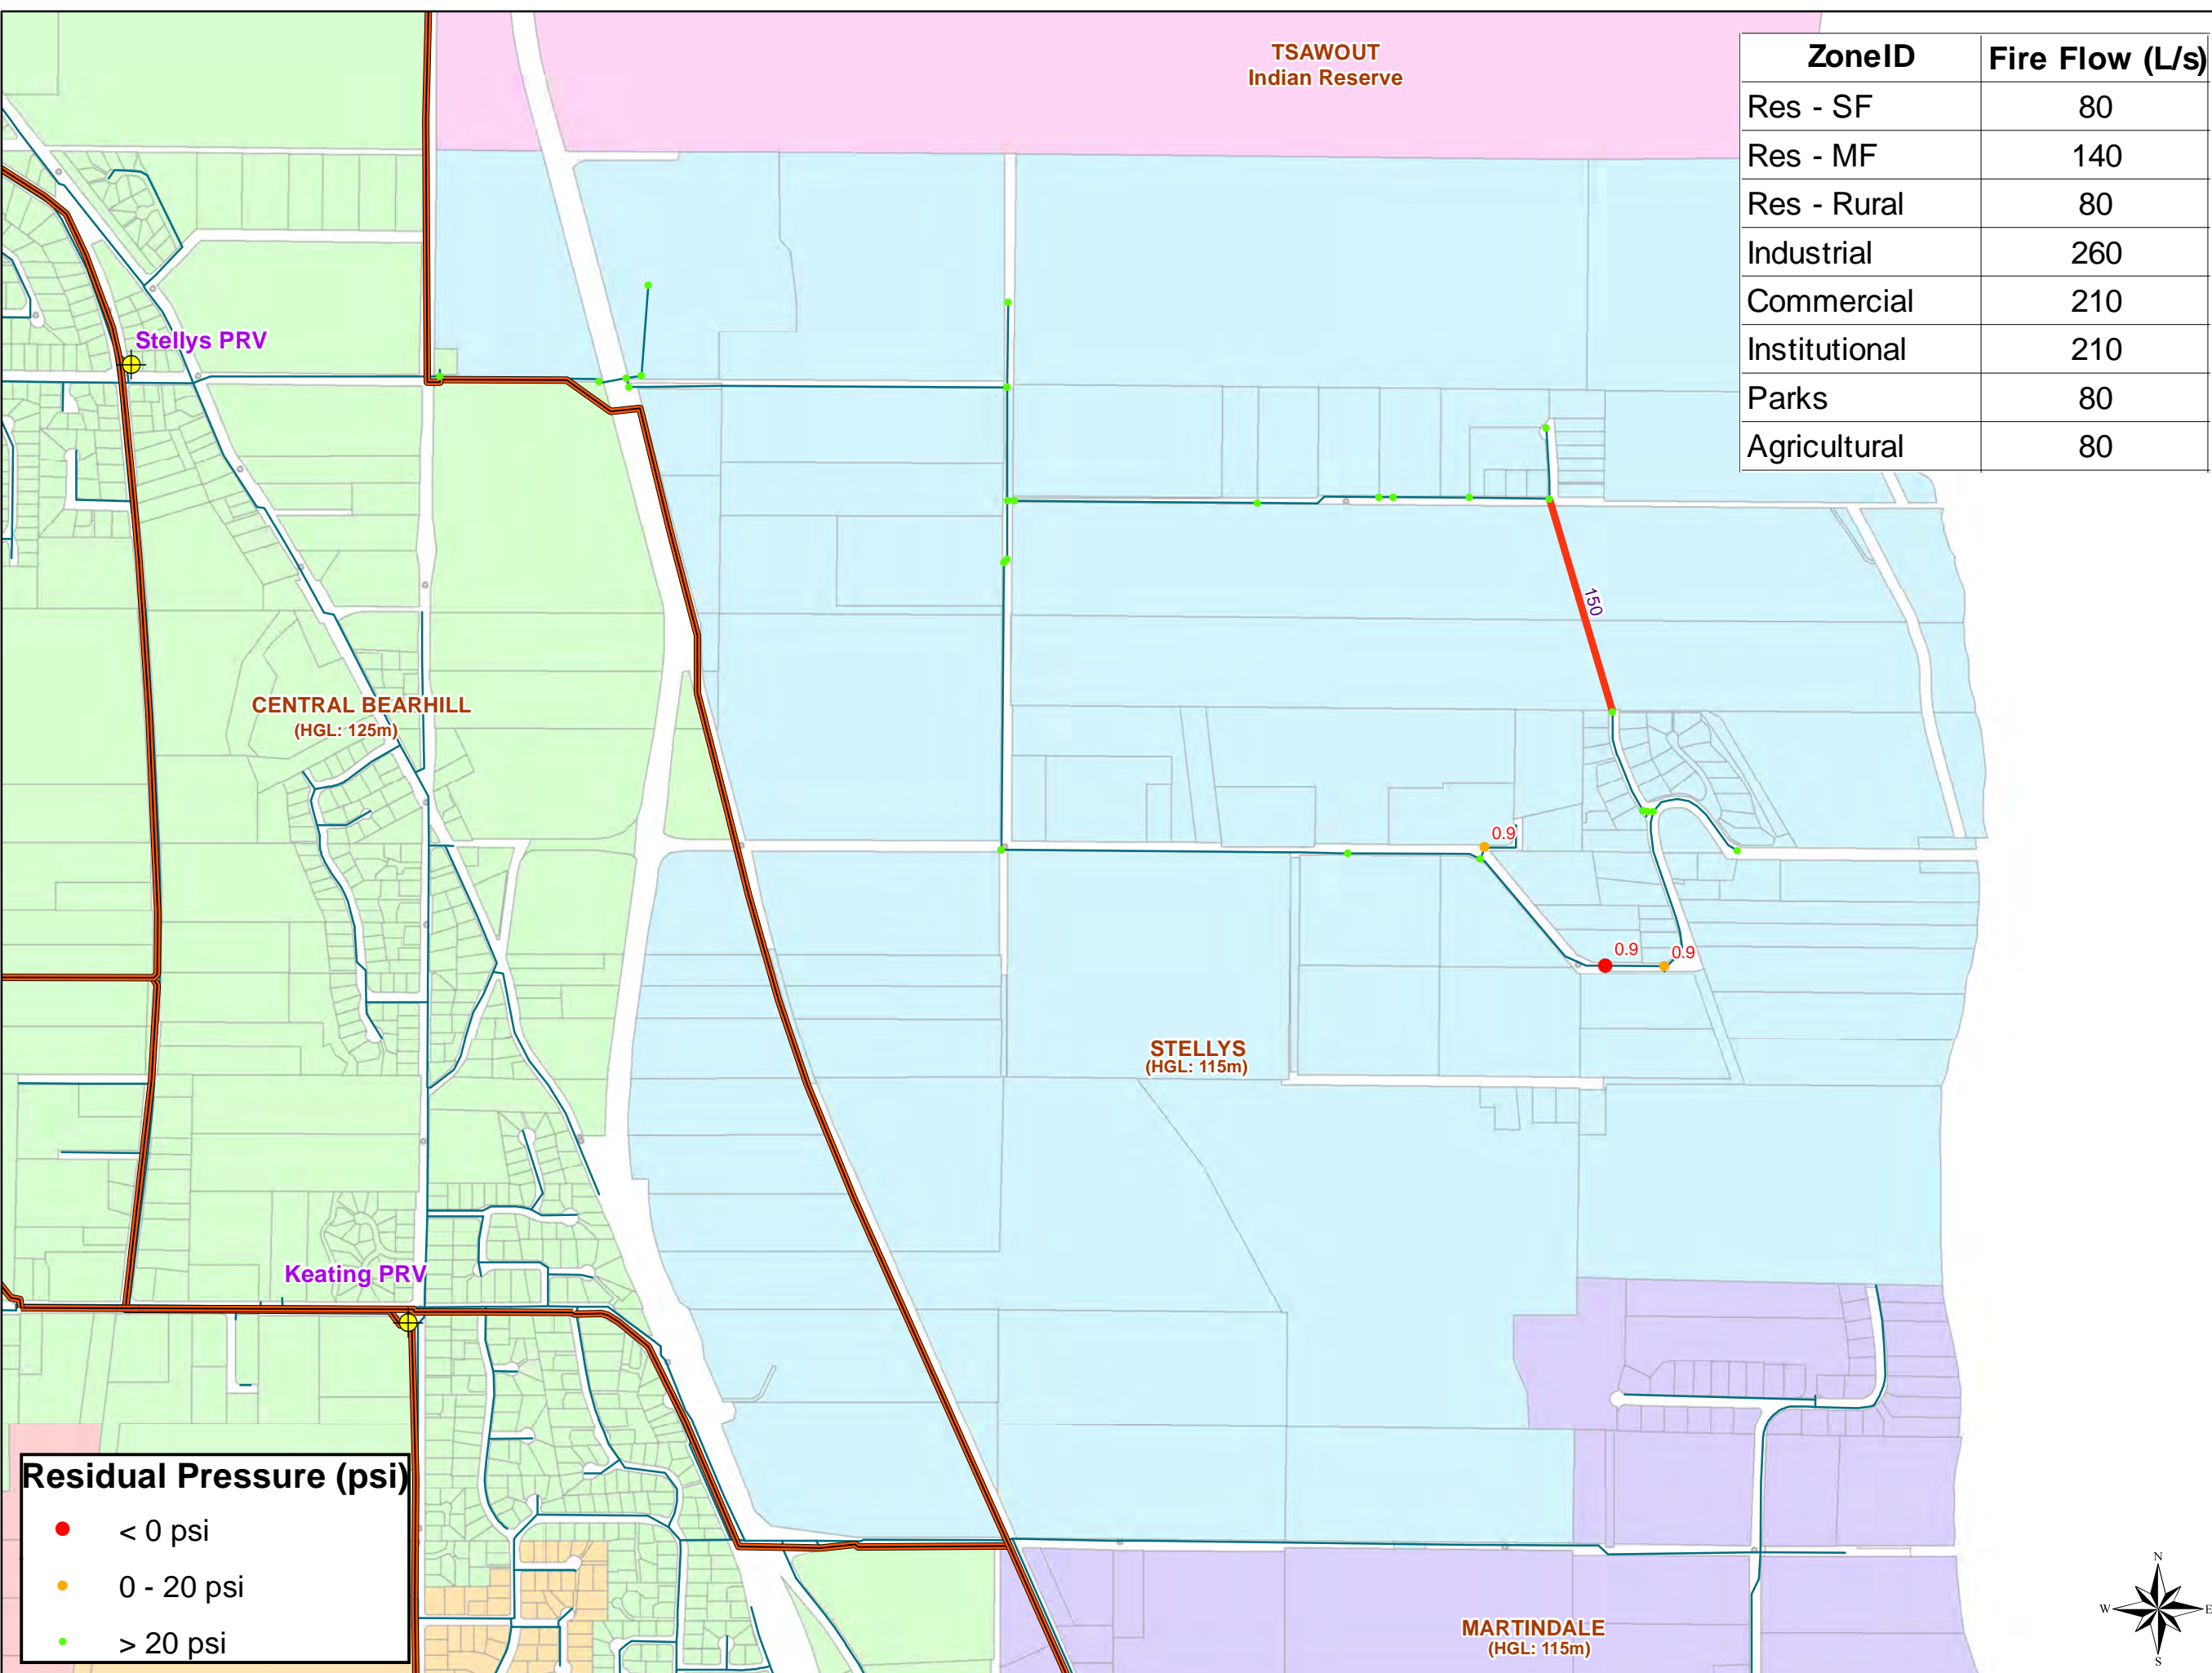 TSAWOUT
Indian Reserve
ZoneID Fire Flow (L/s)
Res - SF 80
Res - MF 140
Res - Rural 80
Industrial 260
Commercial 210
Institutional 210
Parks 80
Agricultural 80
Stellys PRV
150
CENTRAL BEARHILL
(HGL: 125m)
0.9
0.9
0.9
STELLYS
(HGL: 115m)
Keating PRV
Residual Pressure (psi)
< 0 psi
0 - 20 psi
> 20 psi
MARTINDALE
(HGL: 115m)
N
W E
S